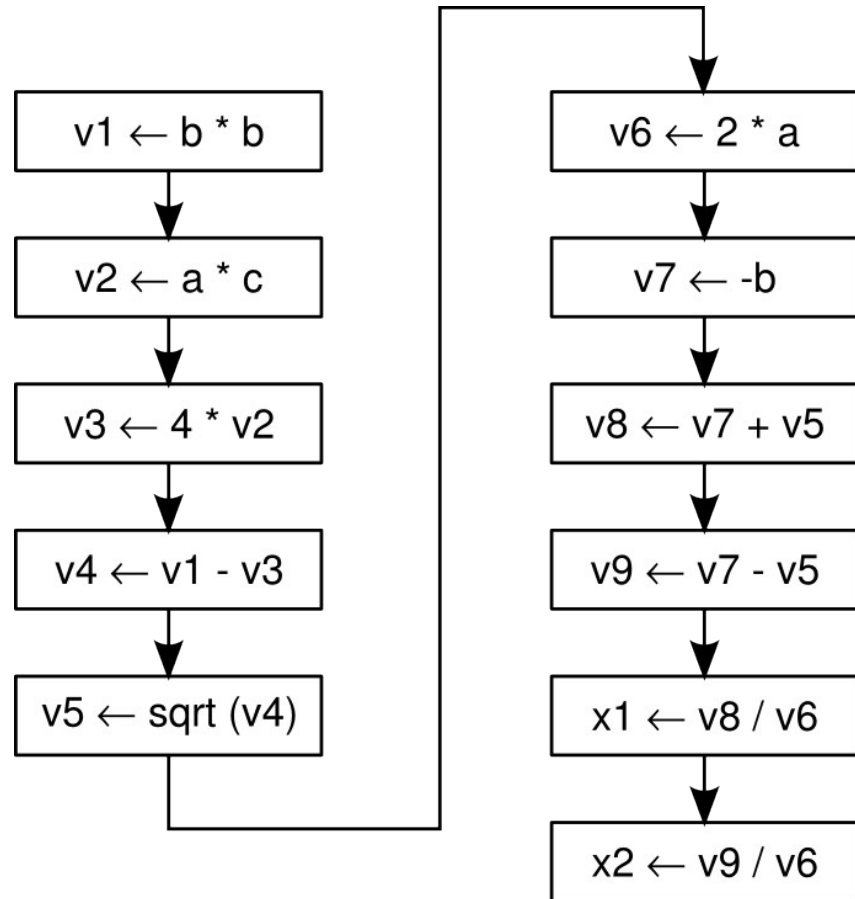 v1 ← b * b
v2 ← a * c
v3 ← 4 * v2
v4 ← v1 - v3
v5 ← sqrt (v4)
v6 ← 2 * a
v7 ← -b
v8 ← v7 + v5
v9 ← v7 - v5
x1 ← v8 / v6
x2 ← v9 / v6